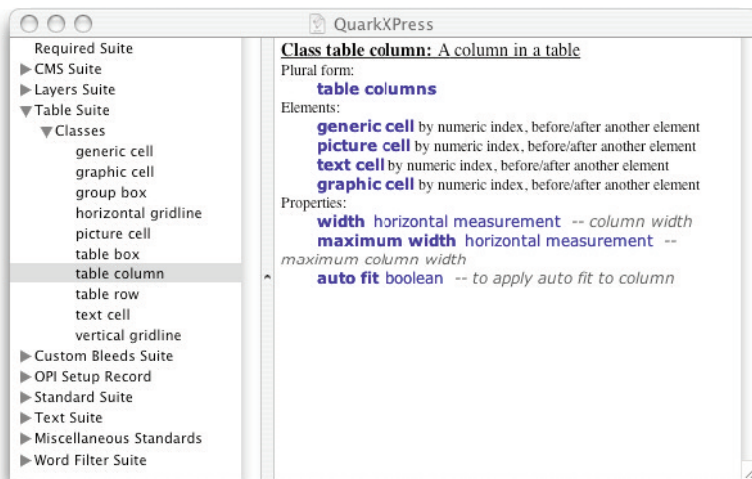 QuarkXPress
Required Suite
CMS Suite
Layers Suite
Table Suite
Classes
generic cell
graphic cell
group box
horizontal gridline
picture cell
table box
table column
table row
text cell
vertical gridline
Custom Bleeds Suite
OPI Setup Record
Standard Suite
Text Suite
Miscellaneous Standards
Word Filter Suite
Class table column: A column in a table
Plural form:
table columns
Elements:
generic cell by numeric index, before/after another element
picture cell by numeric index, before/after another element
text cell by numeric index, before/after another element
graphic cell by numeric index, before/after another element
Properties:
width horizontal measurement -- column width
maximum width horizontal measurement --
maximum column width
auto fit boolean -- to apply auto fit to column